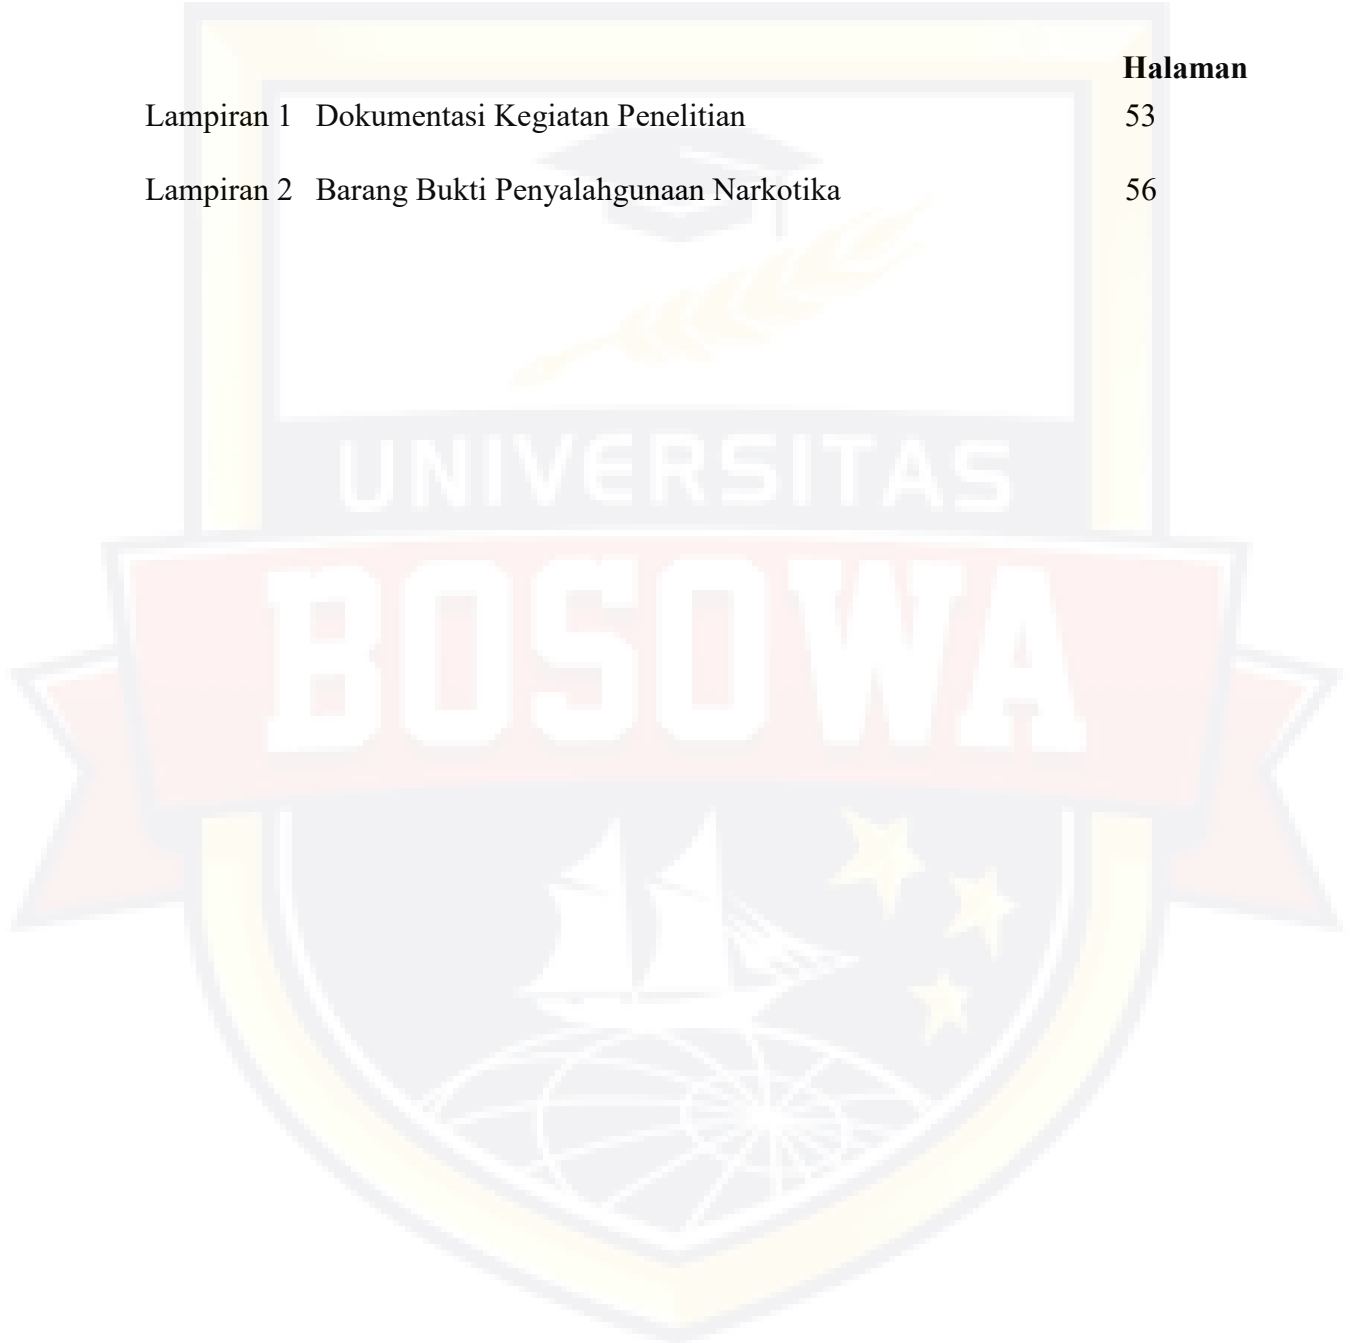 Halaman
Lampiran 1 Dokumentasi Kegiatan Penelitian 53
Lampiran 2 Barang Bukti Penyalahgunaan Narkotika 56
UNIVERSITAS
BOSOWA